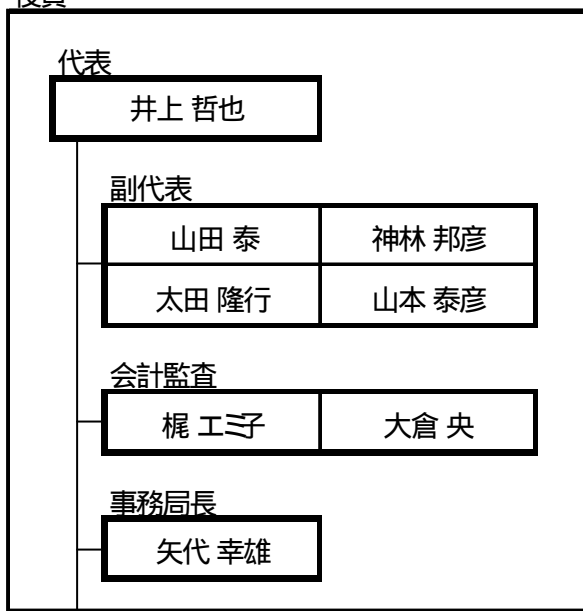 役員
代表
井上 哲也
副代表
山田 泰 神林 邦彦
太田 隆行 山本 泰彦
会計監査
梶 エミ子 大倉 央
事務局長
矢代 幸雄